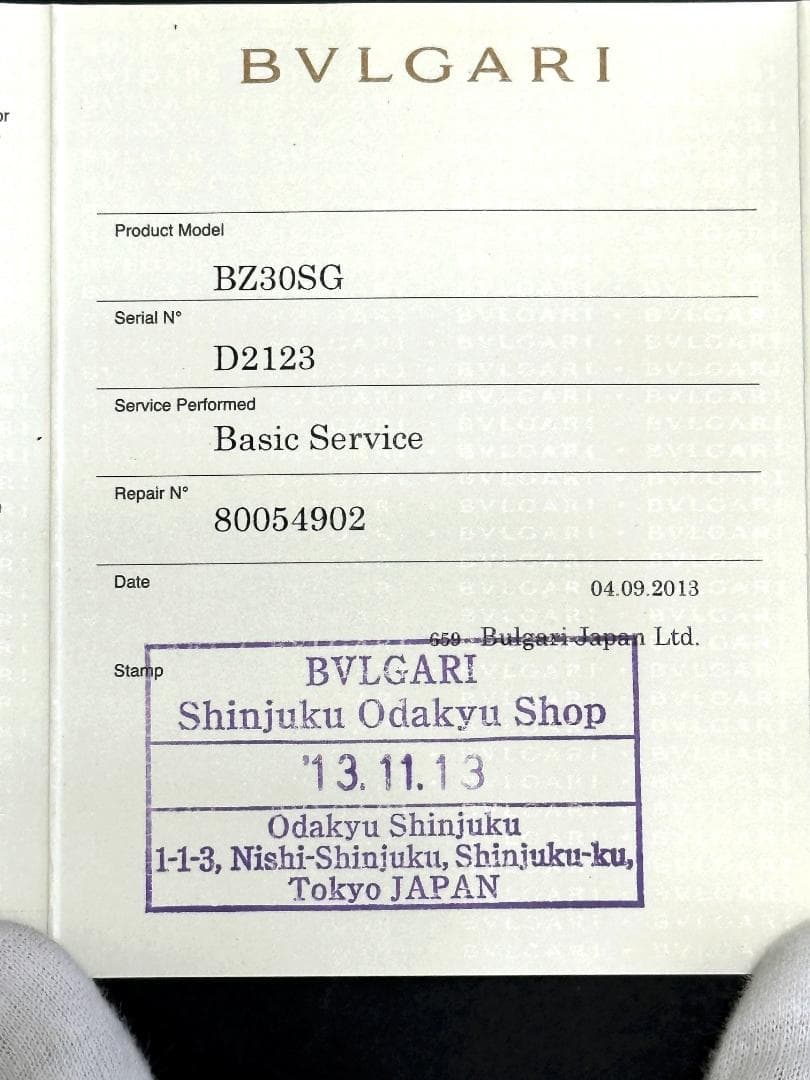 or
BVLGARI
Product Model
BZ30SG
Serial N°
D2123
Service Performed
Basic Service
Repair N°
80054902
Date
04.09.2013
659 Bulgari Japan Ltd.
Stamp
BVLGARI
Shinjuku Odakyu Shop
'13.11.13
Odakyu Shinjuku
1-1-3, Nishi-Shinjuku, Shinjuku-ku,
Tokyo JAPAN